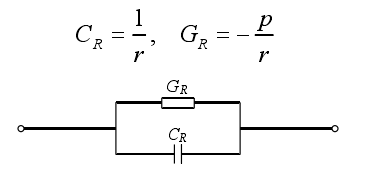 C_R = 1/r, G_R = -p/r
G_R
C_R